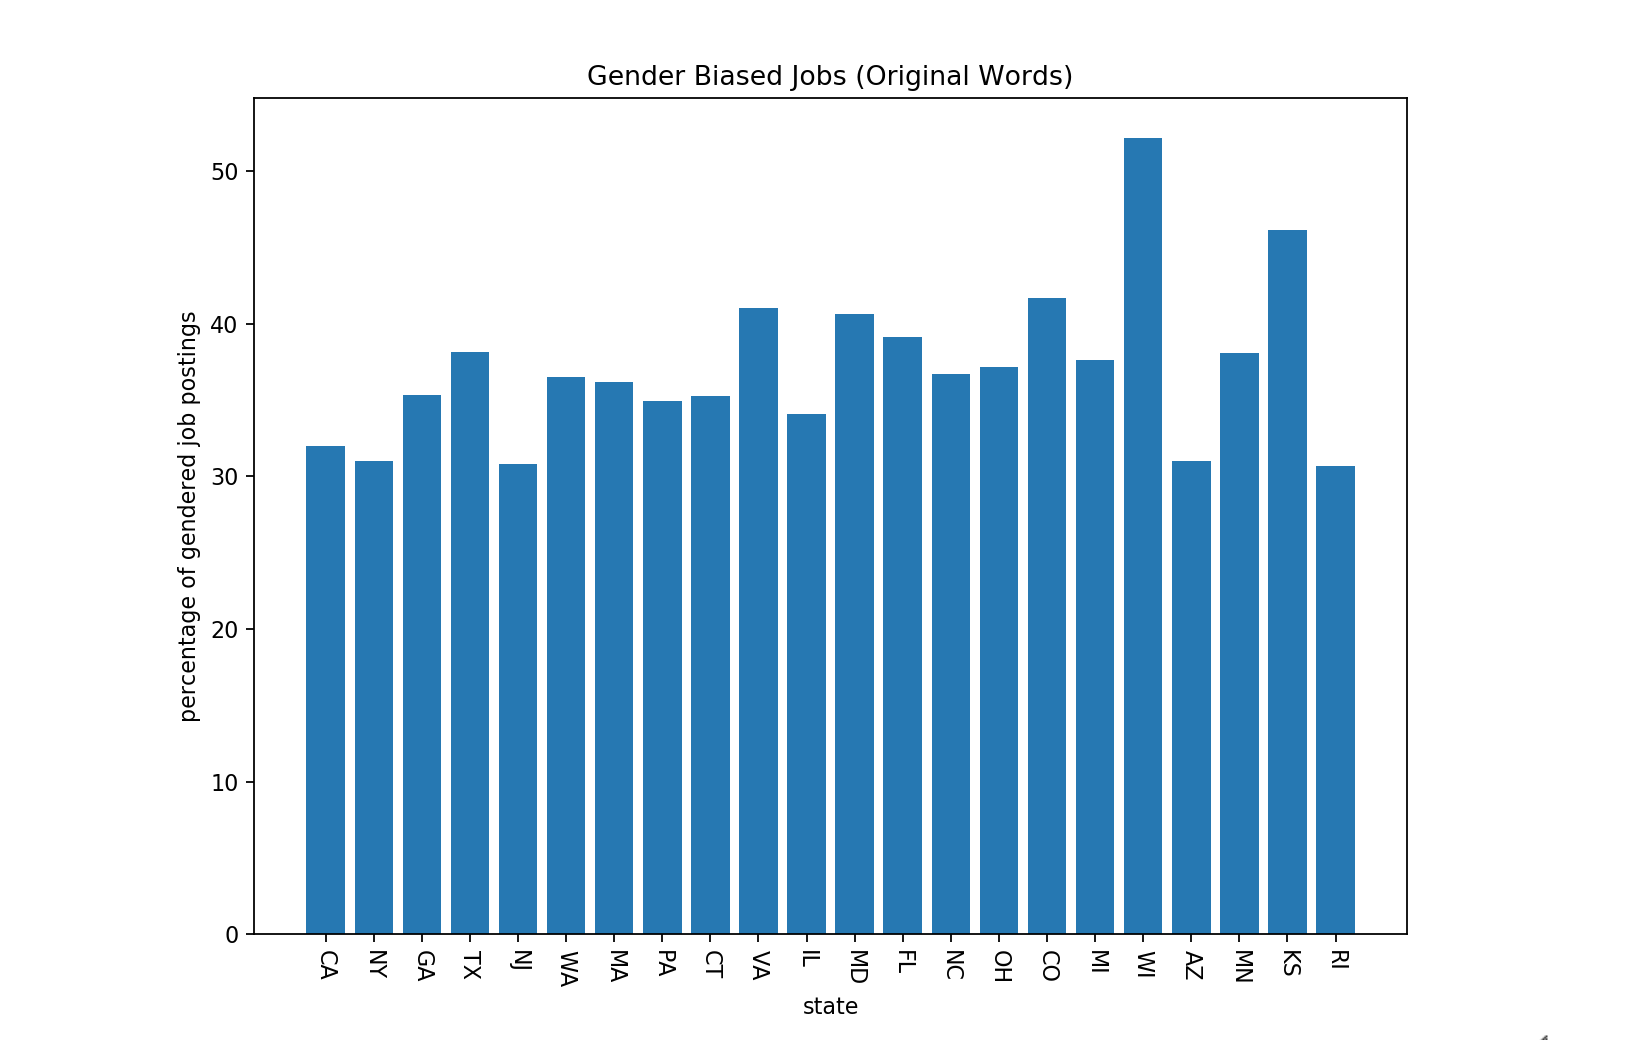 Gender Biased Jobs (Original Words)
percentage of gendered job postings
50
40
30
20
10
0
CA NY GA TX NJ WA MA PA CT VA IL MD FL NC OH CO MI WI AZ MN KS RI
state